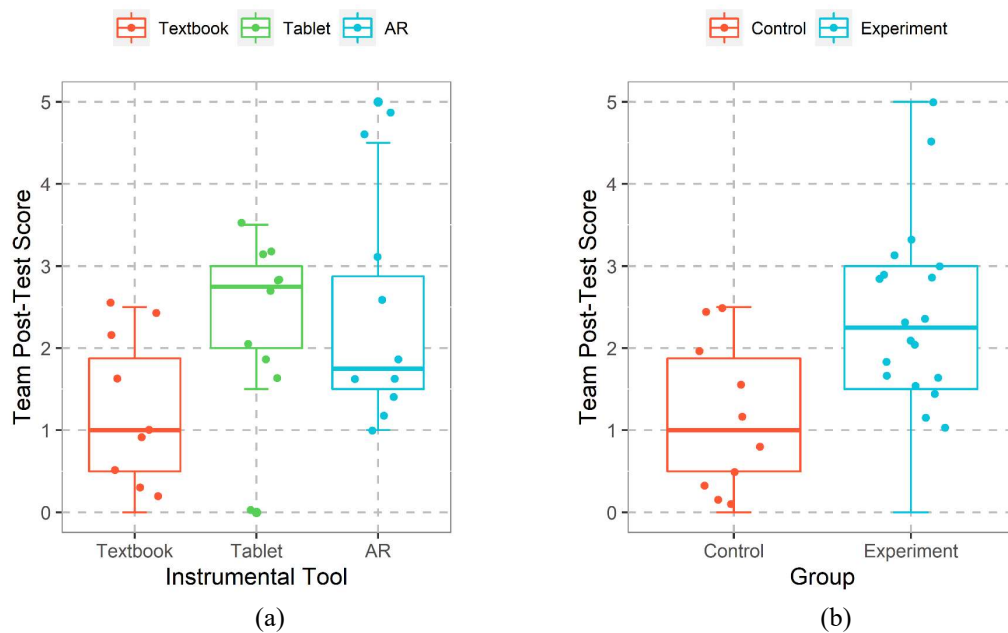 Textbook Tablet AR
5
4
3
2
1
0
Team Post-Test Score
Textbook Tablet AR
Instrumental Tool
(a)
Control Experiment
5
4
3
2
1
0
Team Post-Test Score
Control Experiment
Group
(b)